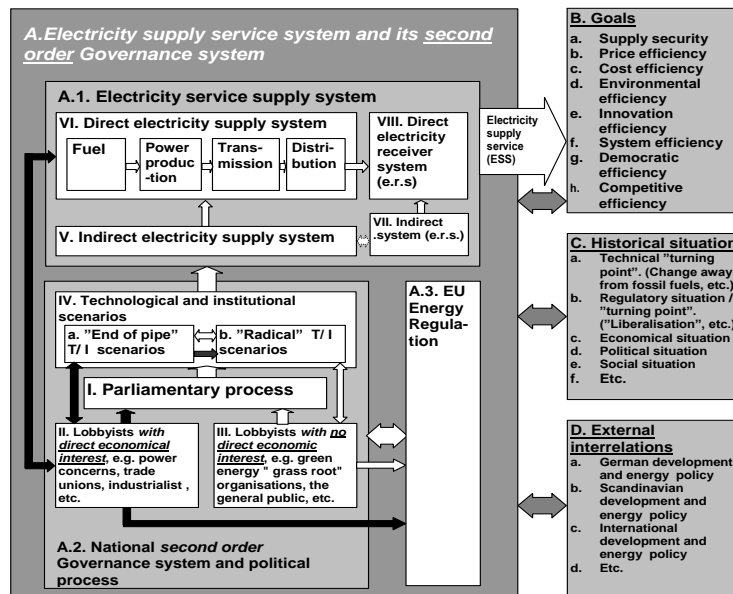 A.Electricity supply service system and its second
order Governance system
A.1. Electricity service supply system
VI. Direct electricity supply system
Fuel
Power
produc
-tion
Trans-
mission
Distri-
bution
VIII. Direct
electricity
receiver
system
(e.r.s)
V. Indirect electricity supply system
VII. Indirect
.system (e.r.s.)
Electricity
supply
service
(ESS)
IV. Technological and institutional
scenarios
a. "End of pipe"
T/ I scenarios
b. "Radical" T/ I
scenarios
I. Parliamentary process
II. Lobbyists with
direct economical
interest, e.g. power
concerns, trade
unions, industrialist ,
etc.
III. Lobbyists with no
direct economic
interest, e.g. green
energy " grass root"
organisations, the
general public, etc.
A.2. National second order
Governance system and political
process
A.3. EU
Energy
Regula-
tion
B. Goals
a. Supply security
b. Price efficiency
c. Cost efficiency
d. Environmental
efficiency
e. Innovation
efficiency
f. System efficiency
g. Democratic
efficiency
h. Competitive
efficiency
C. Historical situation
a. Technical "turning
point". (Change away
from fossil fuels, etc.)
b. Regulatory situation /
"turning point".
("Liberalisation", etc.)
c. Economical situation
d. Political situation
e. Social situation
f. Etc.
D. External
interrelations
a. German development
and energy policy
b. Scandinavian
development and
energy policy
c. International
development and
energy policy
d. Etc.